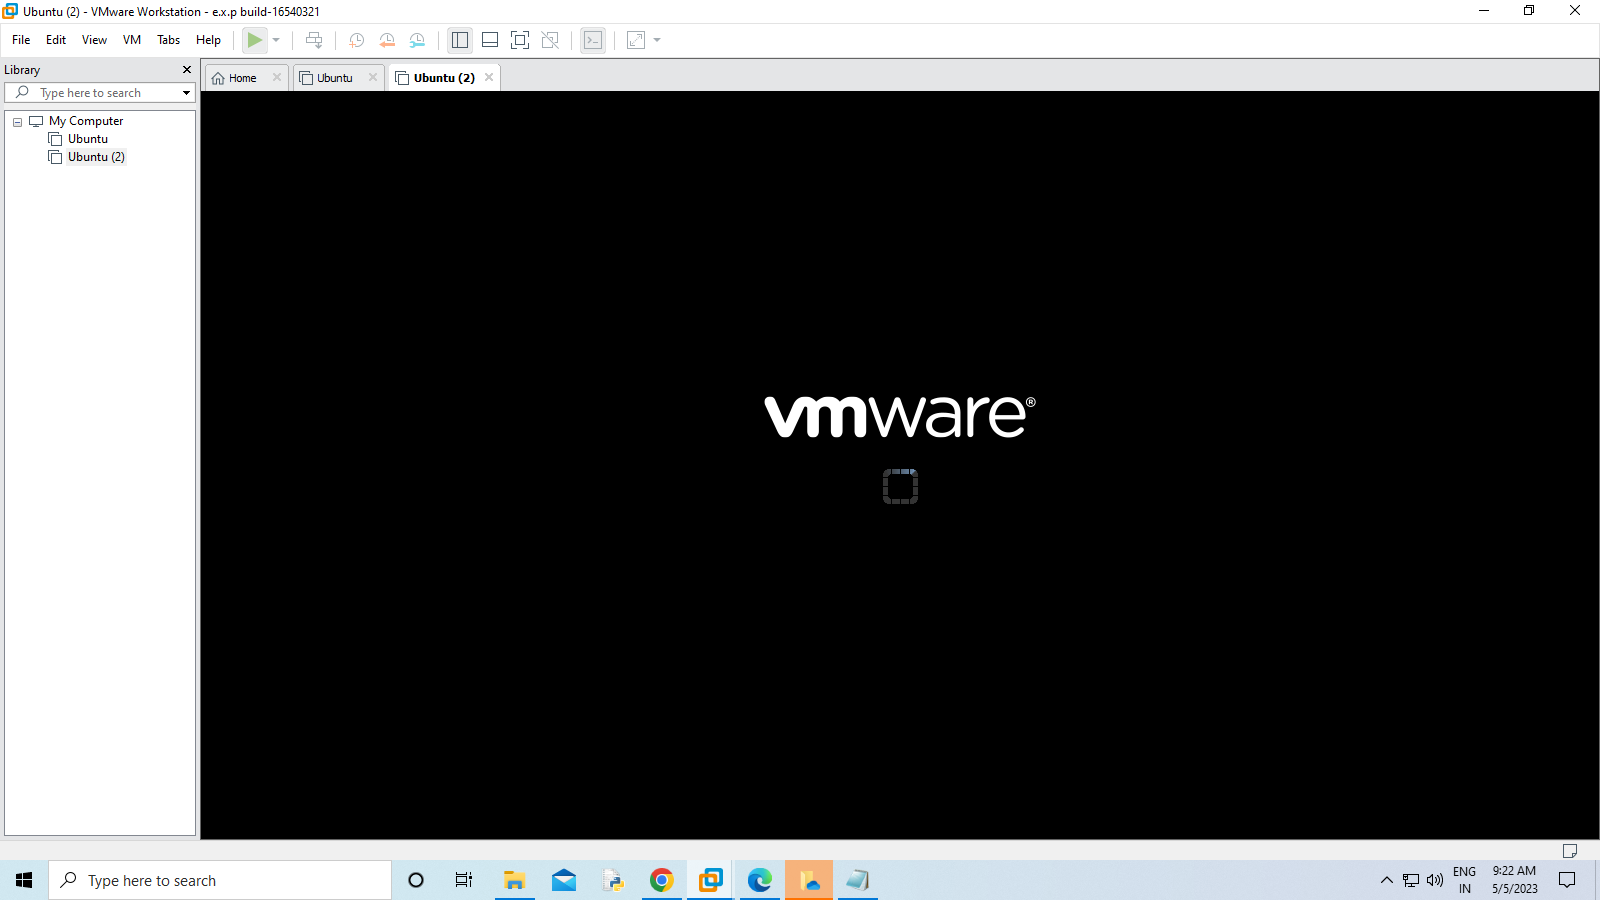 Ubuntu (2) - VMware Workstation - e.x.p build-16540321
File Edit View VM Tabs Help
Library
Type here to search
Home Ubuntu Ubuntu (2)
My Computer
Ubuntu
Ubuntu (2)
vmware®
Type here to search
ENG
IN
9:22 AM
5/5/2023